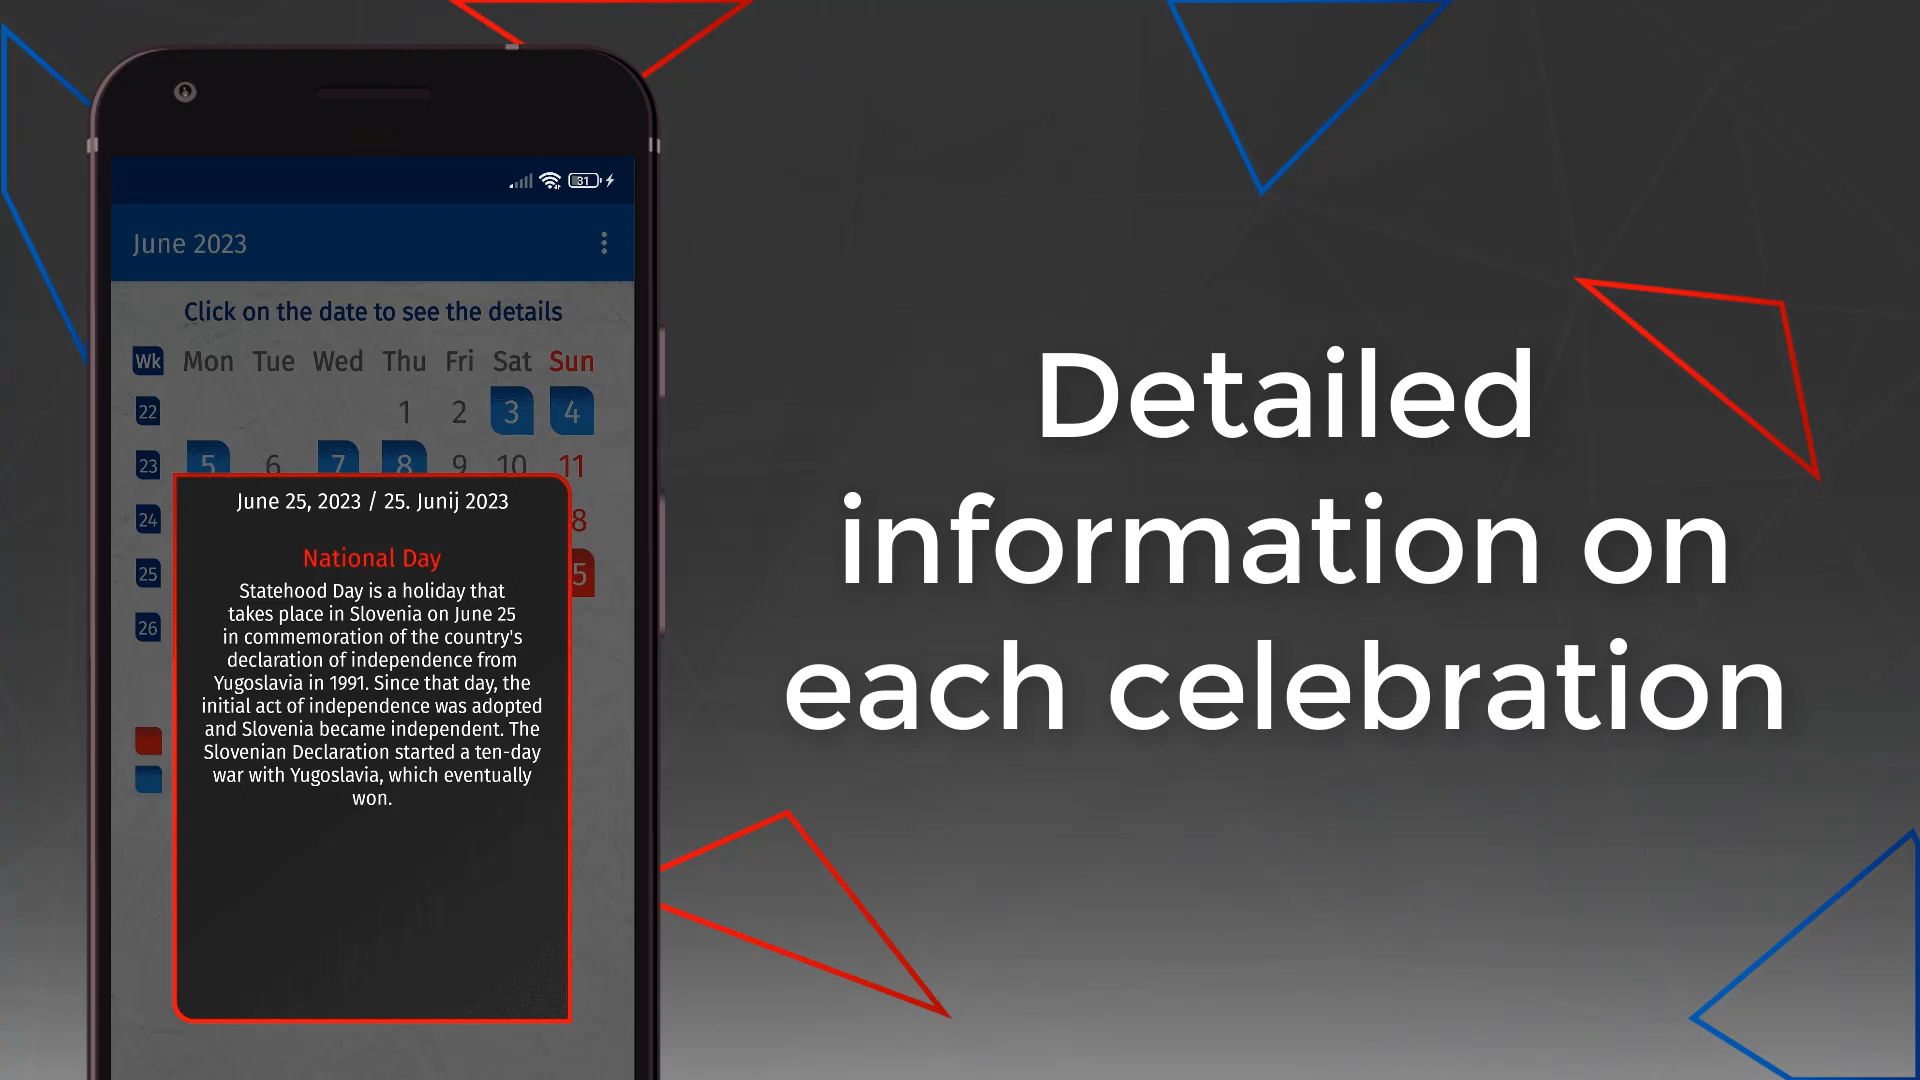 31
June 2023
Click on the date to see the details
Wk Mon Tue Wed Thu Fri Sat Sun
22 1 2 3 4
23 5 6 7 8 9 10 11
24 8
25 5
26
June 25, 2023 / 25. Junij 2023
National Day
Statehood Day is a holiday that
takes place in Slovenia on June 25
in commemoration of the country's
declaration of independence from
Yugoslavia in 1991. Since that day, the
initial act of independence was adopted
and Slovenia became independent. The
Slovenian Declaration started a ten-day
war with Yugoslavia, which eventually
won.
Detailed
information on
each celebration